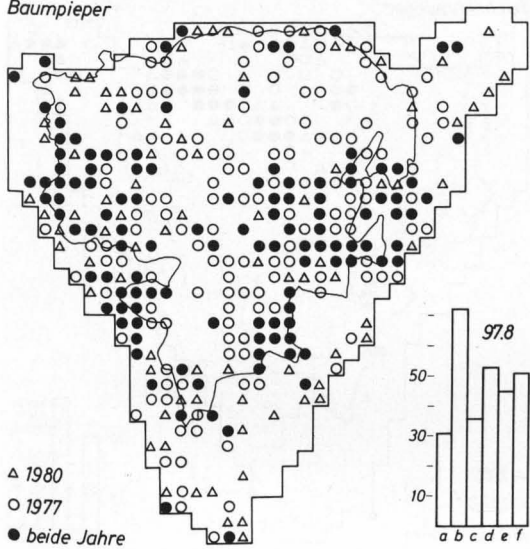 Baumpieper
97.8
50-
30-
10-
a b c d e f
△ 1980
○ 1977
● beide Jahre